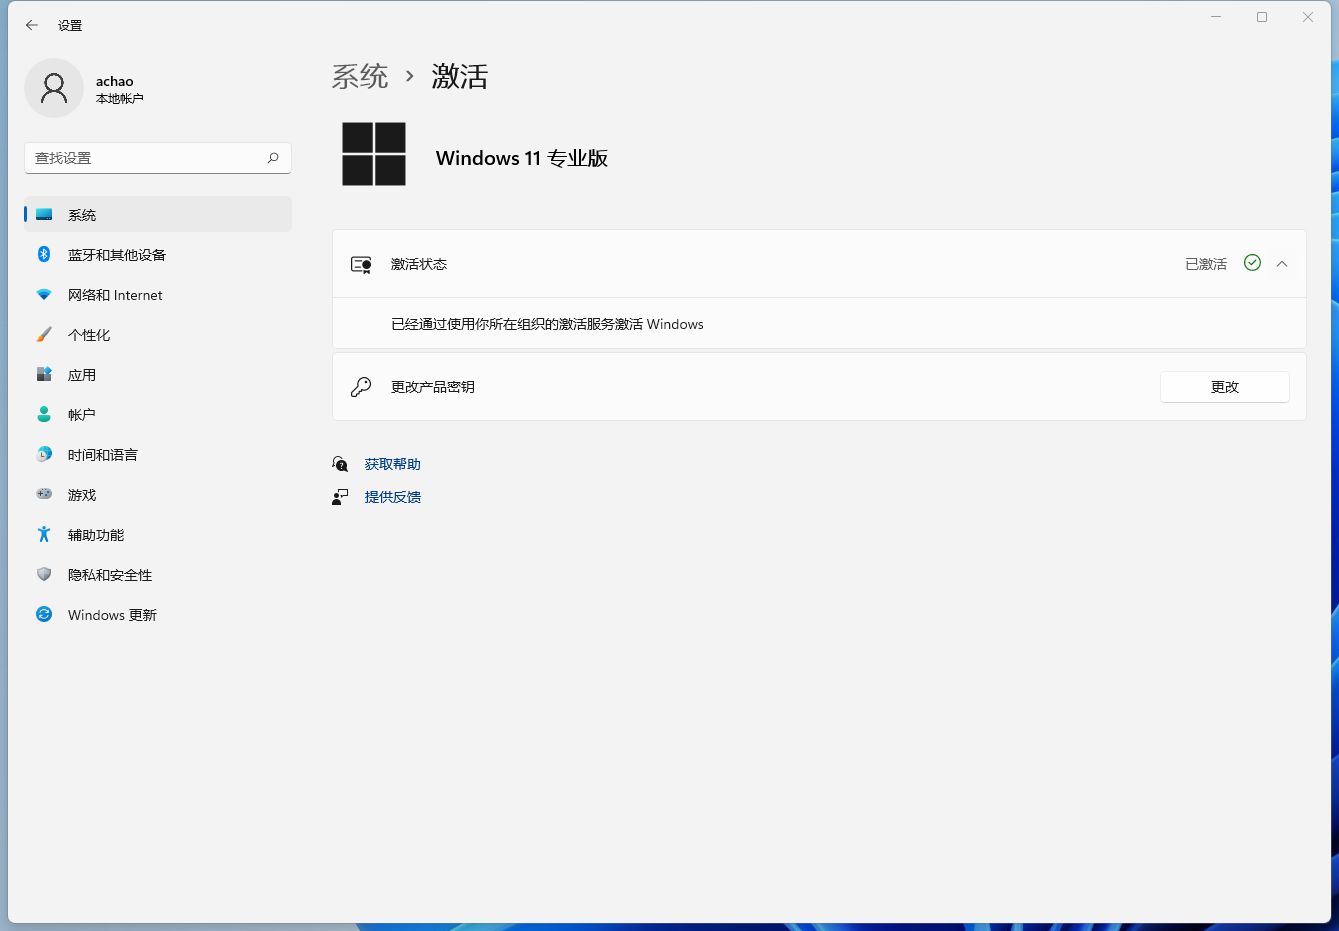 设置
achao
本地帐户
查找设置
系统
蓝牙和其他设备
网络和 Internet
个性化
应用
帐户
时间和语言
游戏
辅助功能
隐私和安全性
Windows 更新
系统 › 激活
Windows 11 专业版
激活状态 已激活
已经通过使用你所在组织的激活服务激活 Windows
更改产品密钥 更改
获取帮助
提供反馈